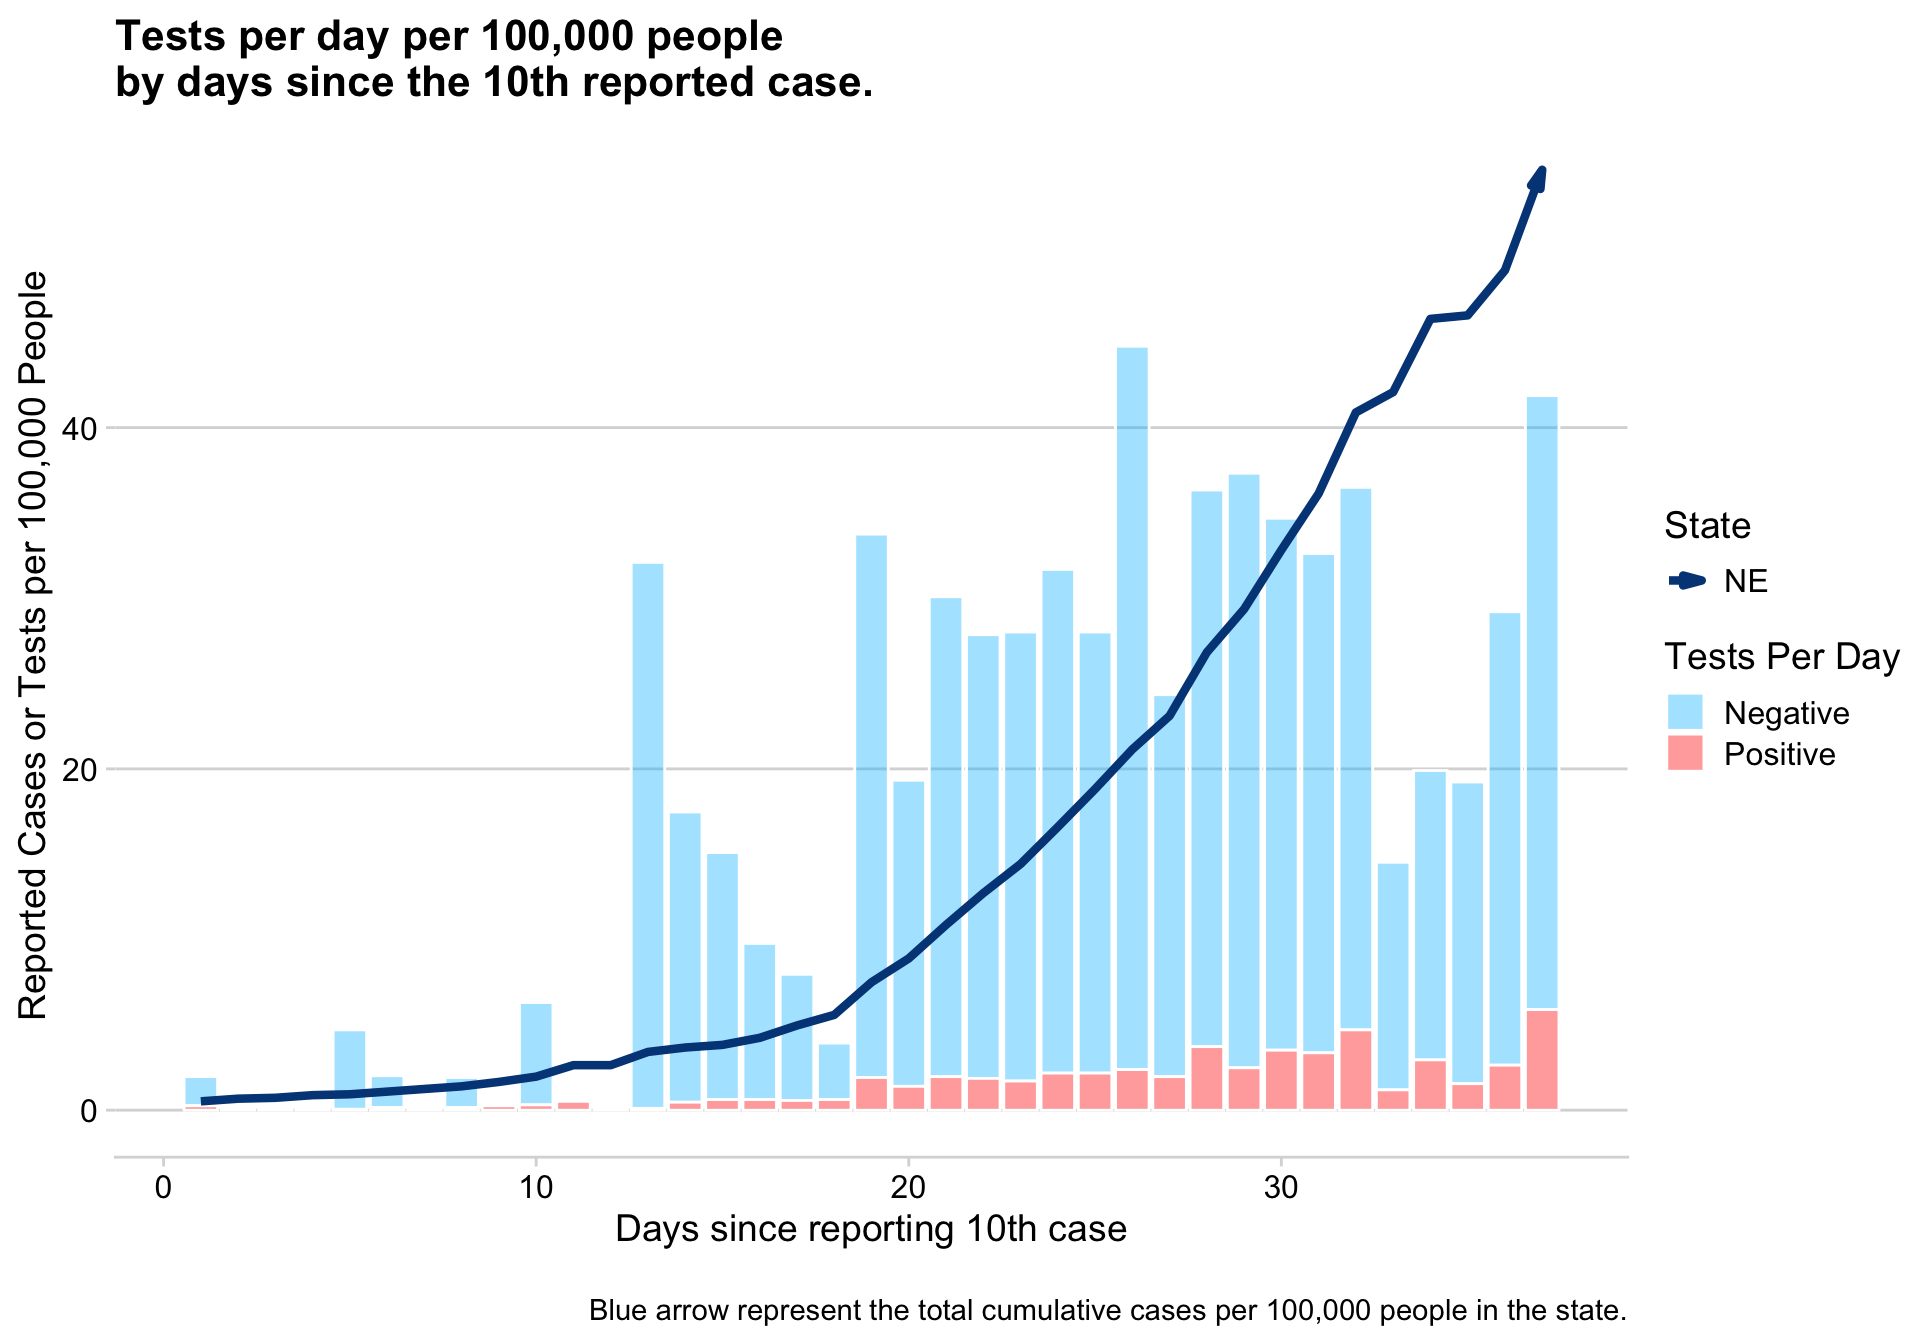 Tests per day per 100,000 people
by days since the 10th reported case.
Reported Cases or Tests per 100,000 People
40
20
0
0
10
20
30
Days since reporting 10th case
State
NE
Tests Per Day
Negative
Positive
Blue arrow represent the total cumulative cases per 100,000 people in the state.